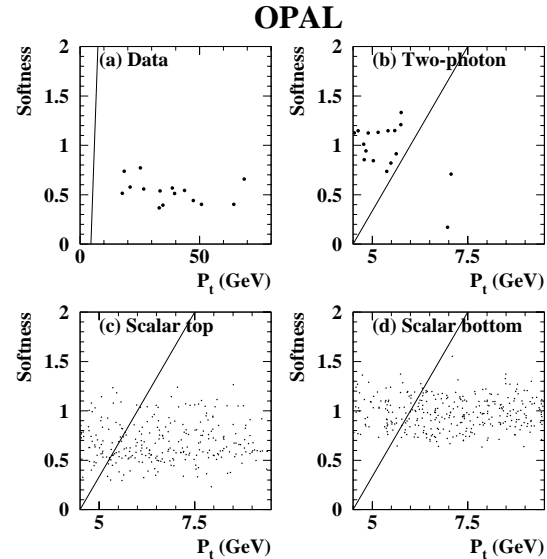 OPAL
Softness
2
1.5
1
0.5
0
(a) Data
0
50
P_t (GeV)
Softness
2
1.5
1
0.5
0
(b) Two-photon
5
7.5
P_t (GeV)
Softness
2
1.5
1
0.5
0
(c) Scalar top
5
7.5
P_t (GeV)
Softness
2
1.5
1
0.5
0
(d) Scalar bottom
5
7.5
P_t (GeV)